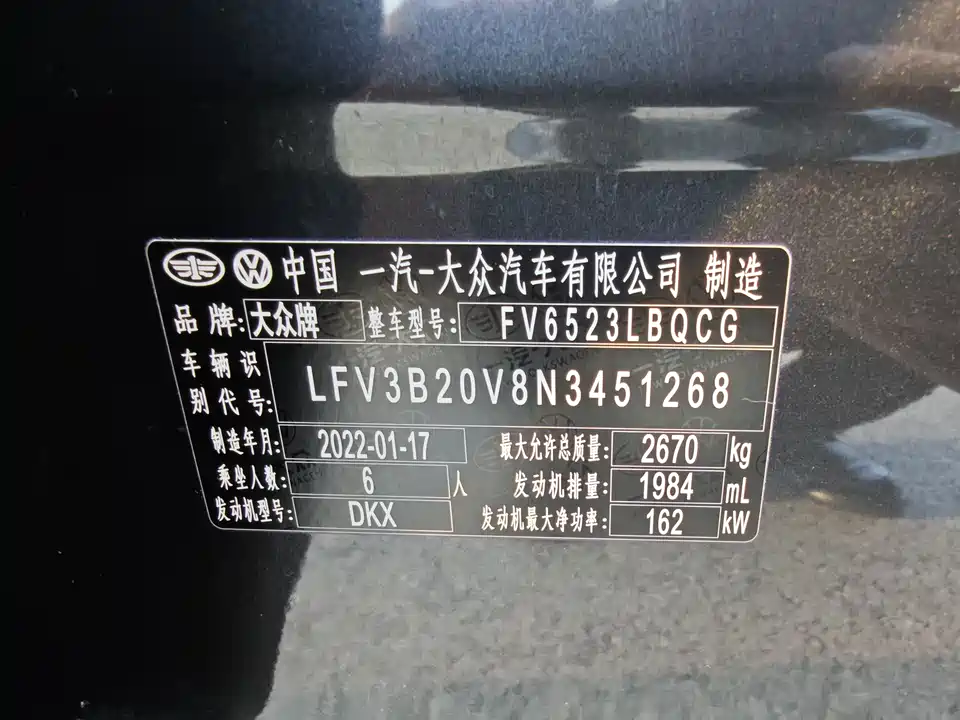 中国 一汽-大众汽车有限公司 制造
品牌:大众牌 整车型号: FV6523LBQCG
车辆识别代号: LFV3B20V8N3451268
制造年月: 2022-01-17 最大允许总质量: 2670 kg
乘坐人数: 6 人 发动机排量: 1984 mL
发动机型号: DKX 发动机最大净功率: 162 kW